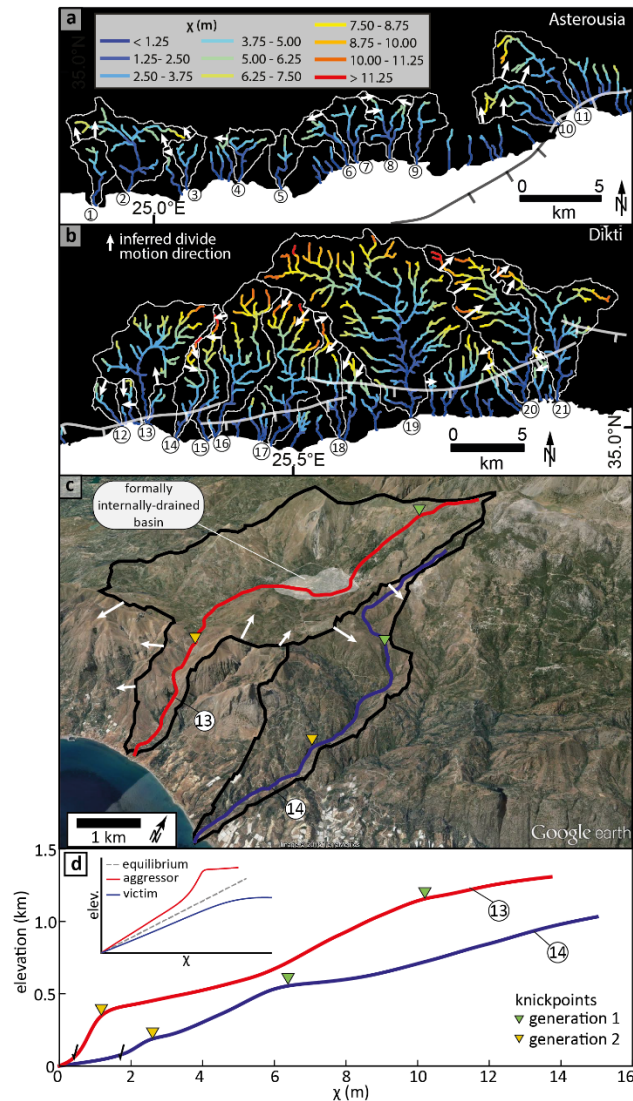 a
Asterousia
35.0°N
χ (m)
< 1.25
1.25- 2.50
2.50 - 3.75
3.75 - 5.00
5.00 - 6.25
6.25 - 7.50
7.50 - 8.75
8.75 - 10.00
10.00 - 11.25
> 11.25
1
2
3
4
5
6
7
8
9
10
11
25.0°E
0 5
km
N
b
inferred divide
motion direction
Dikti
12
13
14
15
16
17
18
19
20
21
25.5°E
0 5
km
N
35.0°N
c
formally
internally-drained
basin
13
14
1 km
N
Google earth
d
1.5
1.0
0.5
0
elevation (km)
equilibrium
aggressor
victim
elev.
χ
13
14
knickpoints
generation 1
generation 2
0 2 4 6 8 10 12 14 16
χ (m)